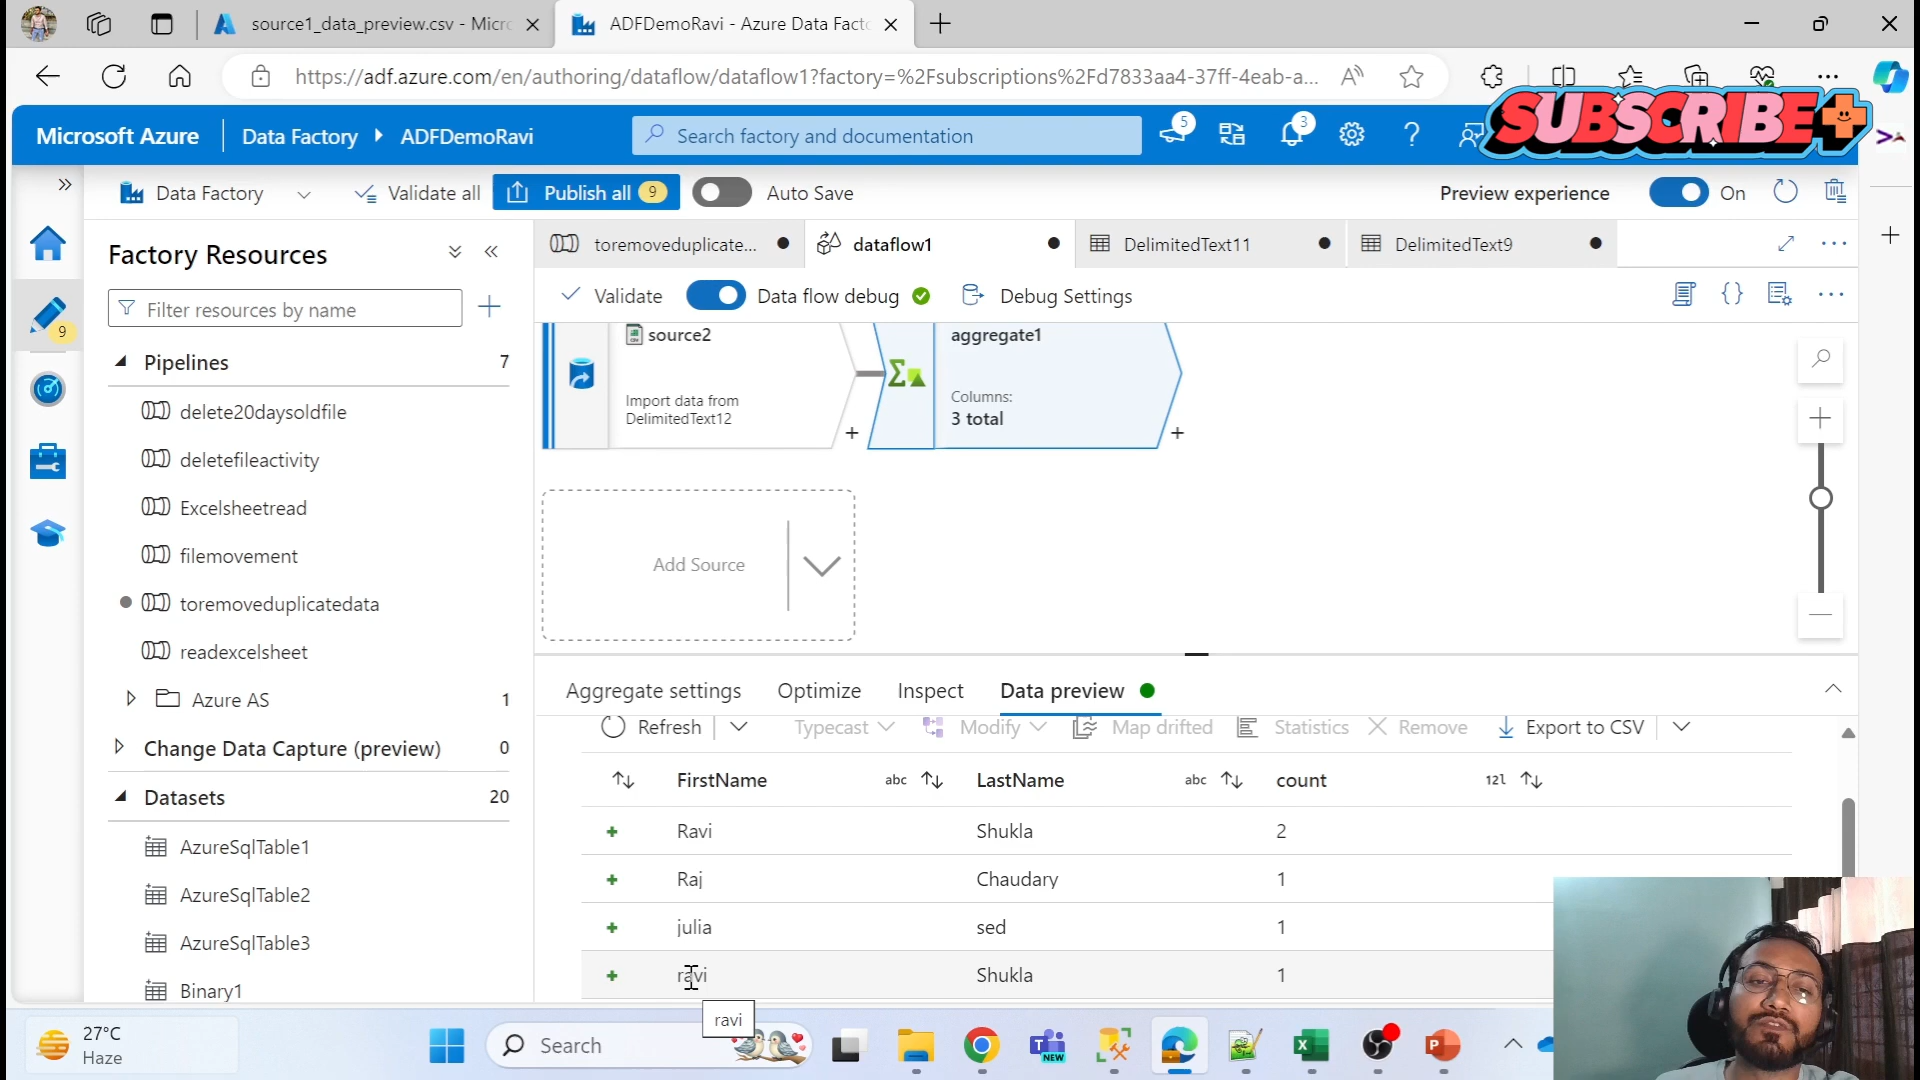 source1_data_preview.csv - Micro
ADFDemoRavi - Azure Data Facto
https://adf.azure.com/en/authoring/dataflow/dataflow1?factory=%2Fsubscriptions%2Fd7833aa4-37ff-4eab-a...
SUBSCRIBE
Microsoft Azure
Data Factory
ADFDemoRavi
Search factory and documentation
5
3
Data Factory
Validate all
Publish all
9
Auto Save
Preview experience
On
Factory Resources
toremoveduplicate...
dataflow1
DelimitedText11
DelimitedText9
Filter resources by name
Validate
Data flow debug
Debug Settings
9
Pipelines
7
delete20daysoldfile
deletefileactivity
Excelsheetread
filemovement
toremoveduplicatedata
readexcelsheet
Azure AS
1
Change Data Capture (preview)
0
Datasets
20
AzureSqlTable1
AzureSqlTable2
AzureSqlTable3
Binary1
source2
Import data from
DelimitedText12
aggregate1
Columns:
3 total
Add Source
Aggregate settings
Optimize
Inspect
Data preview
Refresh
Typecast
Modify
Map drifted
Statistics
Remove
Export to CSV
FirstName abc LastName abc count 12l
Ravi Shukla 2
Raj Chaudary 1
julia sed 1
ravi Shukla 1
ravi
27°C
Haze
Search
NEW